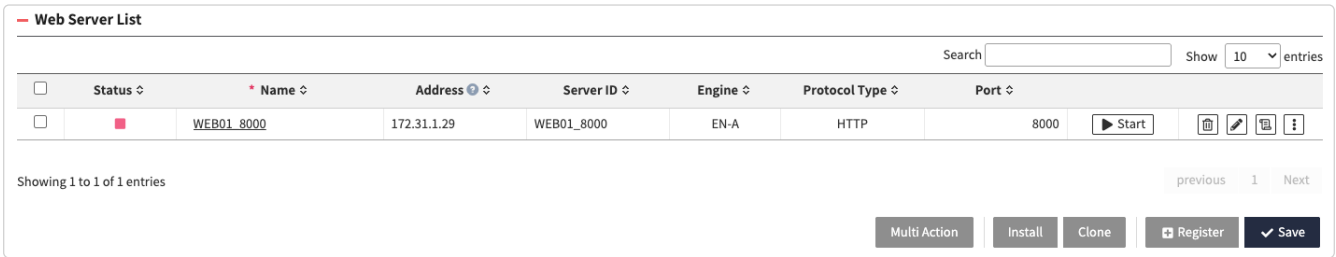 Web Server List
Search Show 10 entries
Status * Name Address ? Server ID Engine Protocol Type Port
WEB01_8000 172.31.1.29 WEB01_8000 EN-A HTTP 8000 Start
Showing 1 to 1 of 1 entries previous 1 Next
Multi Action Install Clone Register Save